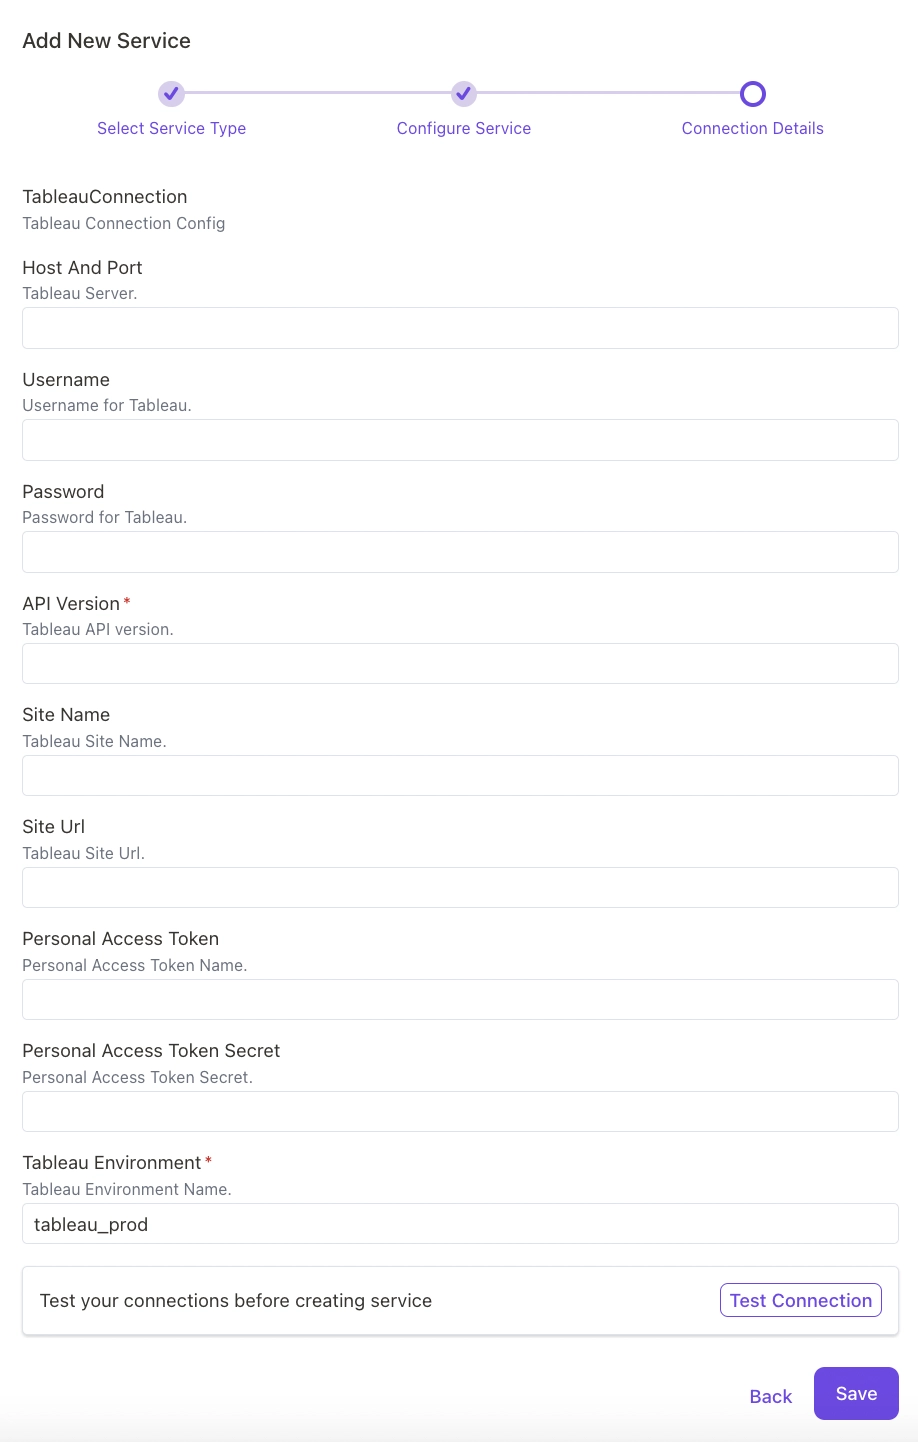 Add New Service
Select Service Type
Configure Service
Connection Details
TableauConnection
Tableau Connection Config
Host And Port
Tableau Server.
Username
Username for Tableau.
Password
Password for Tableau.
API Version*
Tableau API version.
Site Name
Tableau Site Name.
Site Url
Tableau Site Url.
Personal Access Token
Personal Access Token Name.
Personal Access Token Secret
Personal Access Token Secret.
Tableau Environment*
Tableau Environment Name.
tableau_prod
Test your connections before creating service
Test Connection
Back
Save